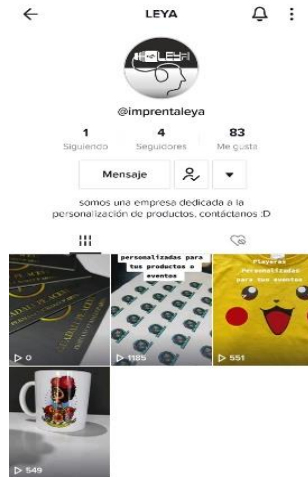 LEYA
LEYA
@imprentaleya
1 4 83
Siguiendo Seguidores Me gusta
Mensaje
somos una empresa dedicada a la
personalización de productos, contáctanos :D
personalizadas para
tus productos o
eventos
Playeras
Personalizadas
para tus eventos
0
1185
551
549